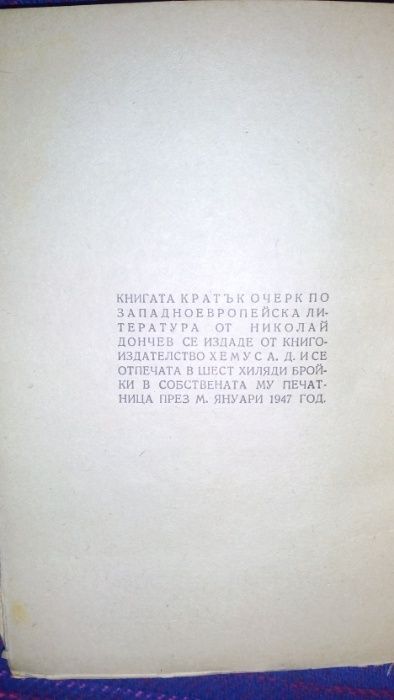 КНИГАТА КРАТЪК ОЧЕРК ПО
ЗАПАДНОЕВРОПЕЙСКА ЛИ-
ТЕРАТУРА ОТ НИКОЛАЙ
ДОНЧЕВ СЕ ИЗДАДЕ ОТ КНИГО-
ИЗДАТЕЛСТВО ХЕМУС А. Д. И СЕ
ОТПЕЧАТА В ШЕСТ ХИЛЯДИ БРОЙ-
КИ В СОБСТВЕНАТА МУ ПЕЧАТ-
НИЦА ПРЕЗ М. ЯНУАРИ 1947 ГОД.